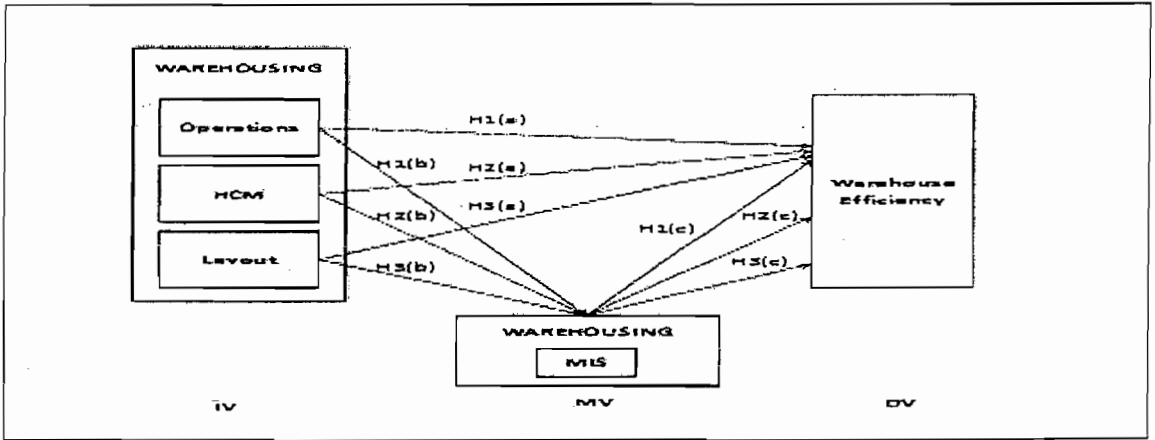 WAREHOUSING
Operations
HCM
Layout
H1(a)
H2(a)
H3(a)
H1(b)
H2(b)
H3(b)
H1(c)
H2(c)
H3(c)
Warehouse
Efficiency
WAREHOUSING
MIS
IV
MV
DV